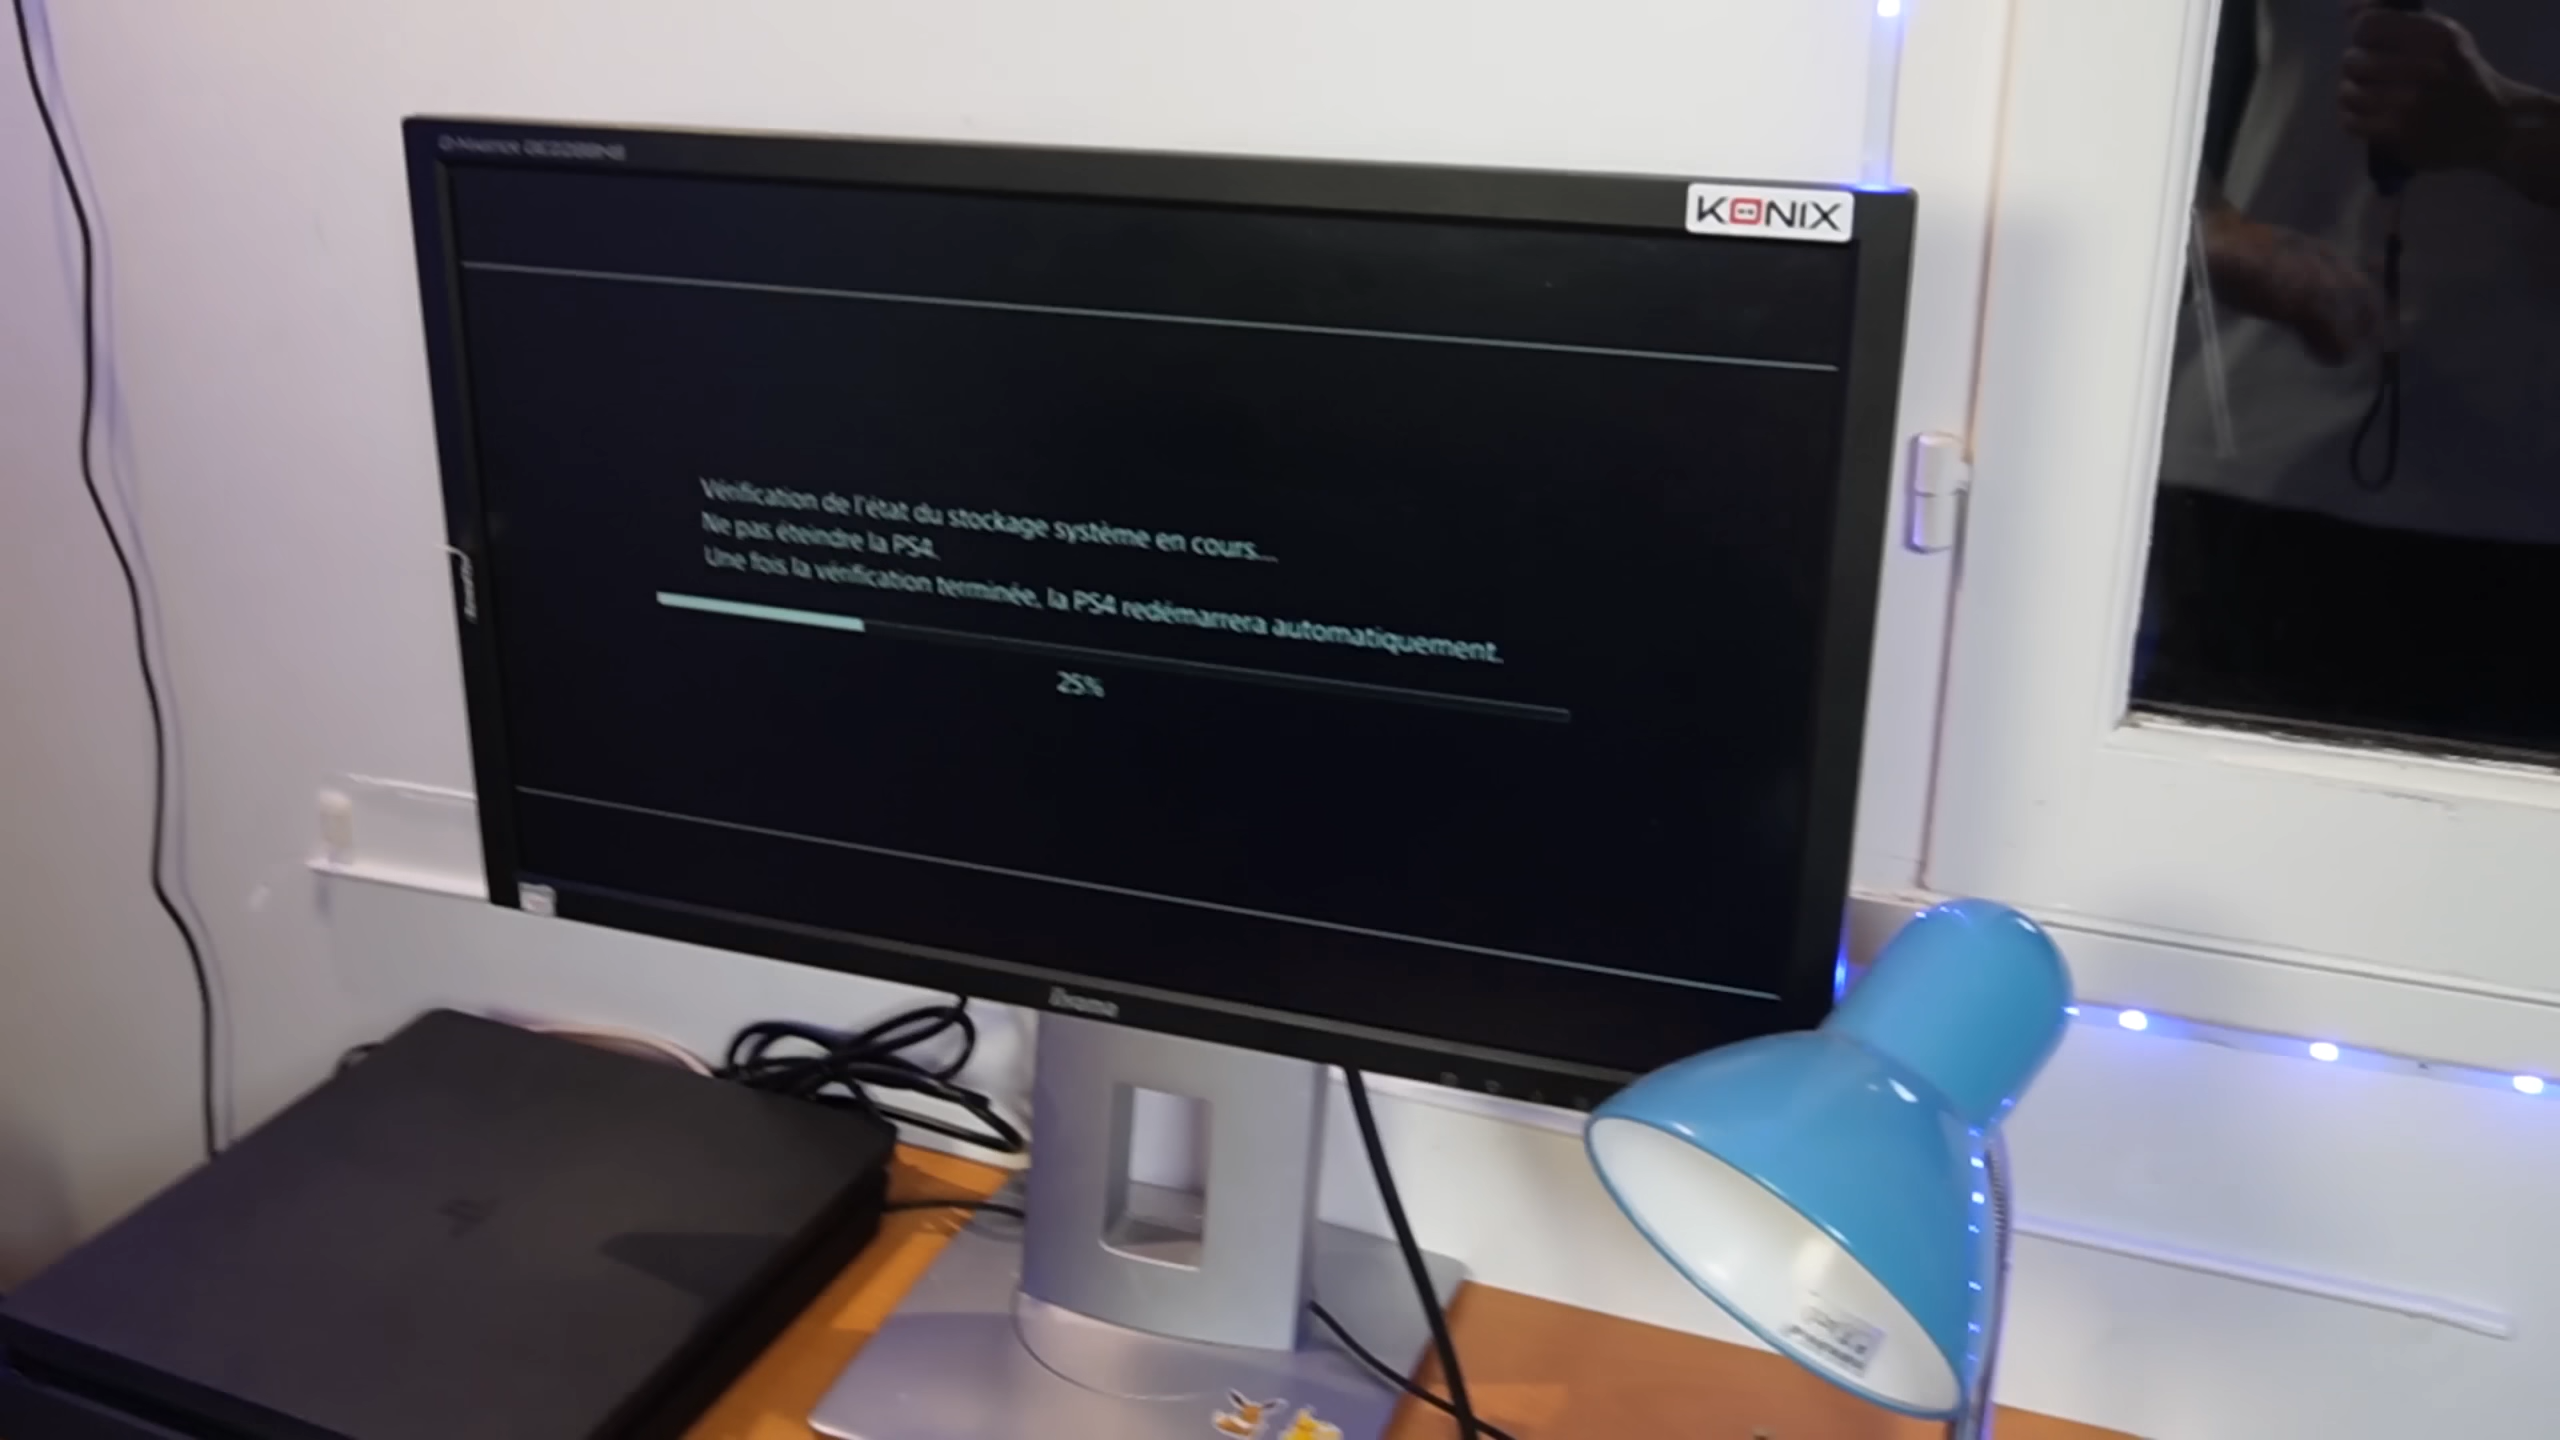 KONIX
Vérification de l'état du stockage système en cours...
Ne pas éteindre la PS4.
Une fois la vérification terminée, la PS4 redémarrera automatiquement.
25%
iiyama